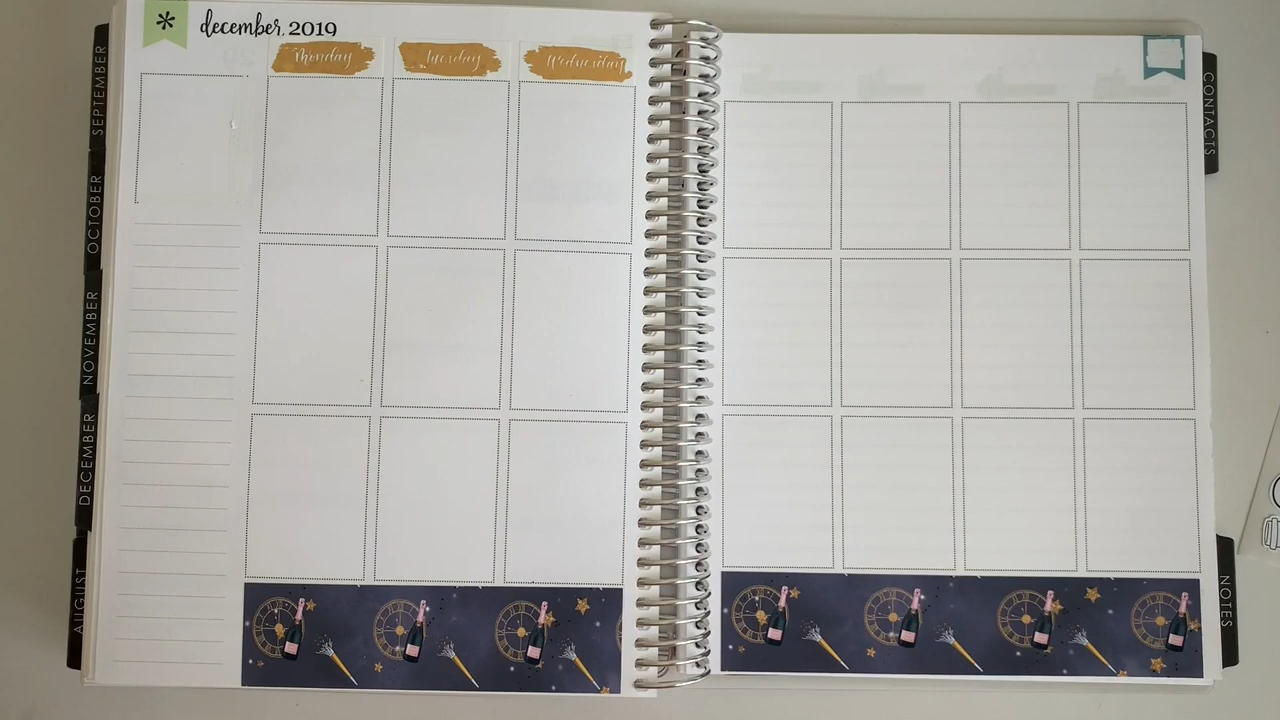 december, 2019
Monday
Tuesday
Wednesday
SEPTEMBER
OCTOBER
NOVEMBER
DECEMBER
AUGUST
CONTACTS
NOTES